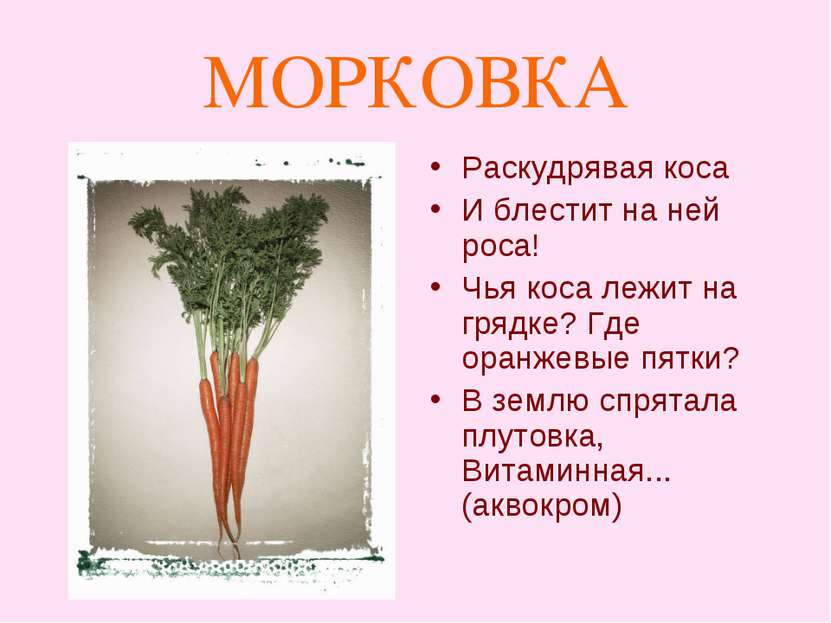 МОРКОВКА
• Раскудрявая коса
• И блестит на ней
роса!
• Чья коса лежит на
грядке? Где
оранжевые пятки?
• В землю спрятала
плутовка,
Витаминная...
(аквокром)